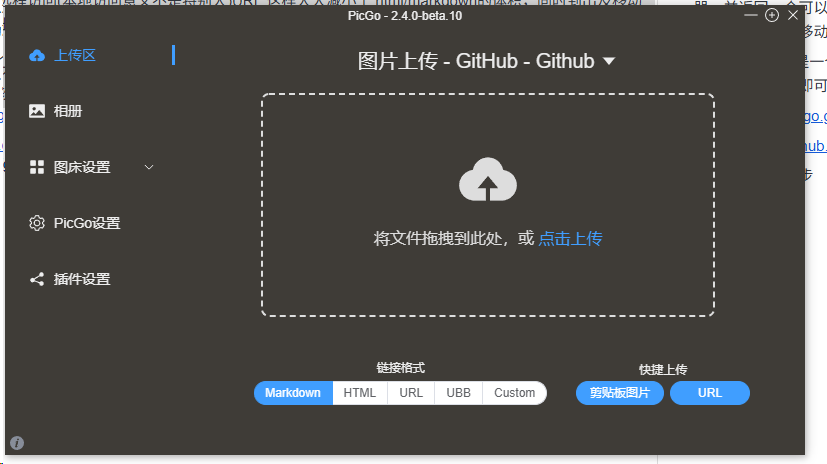 PicGo - 2.4.0-beta.10
上传区
相册
图床设置
PicGo设置
插件设置
图片上传 - GitHub - Github
将文件拖拽到此处，或 点击上传
链接格式
Markdown HTML URL UBB Custom
快捷上传
剪贴板图片 URL